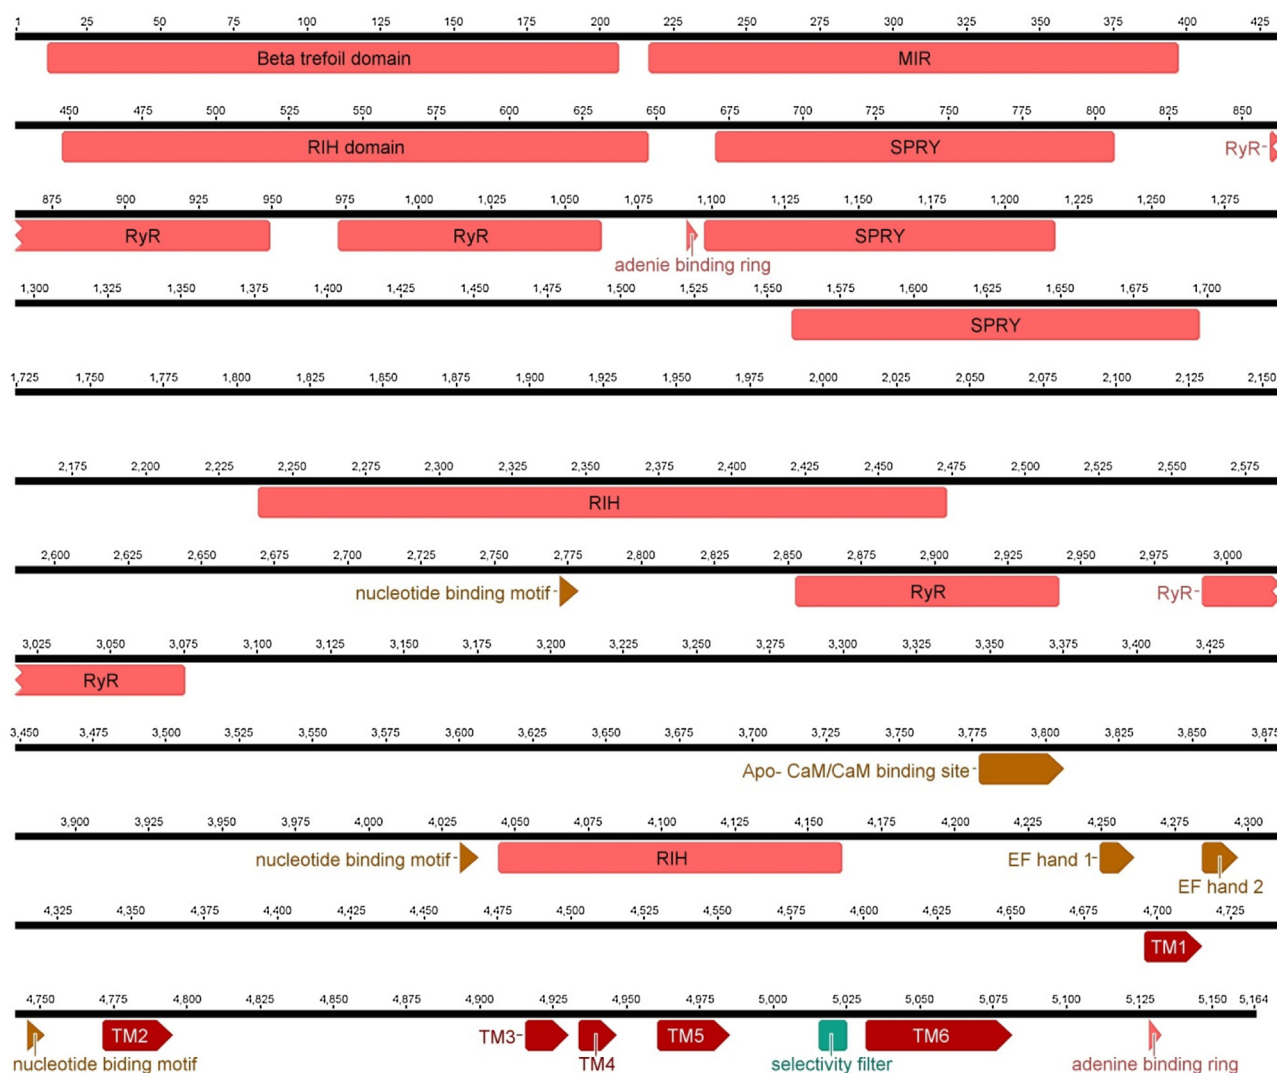 1 25 50 75 100 125 150 175 200 225 250 275 300 325 350 375 400 425
Beta trefoil domain MIR
450 475 500 525 550 575 600 625 650 675 700 725 750 775 800 825 850
RIH domain SPRY RyR
875 900 925 950 975 1,000 1,025 1,050 1,075 1,100 1,125 1,150 1,175 1,200 1,225 1,250 1,275
RyR RyR SPRY
adenie binding ring
1,300 1,325 1,350 1,375 1,400 1,425 1,450 1,475 1,500 1,525 1,550 1,575 1,600 1,625 1,650 1,675 1,700
SPRY
1,725 1,750 1,775 1,800 1,825 1,850 1,875 1,900 1,925 1,950 1,975 2,000 2,025 2,050 2,075 2,100 2,125 2,150
2,175 2,200 2,225 2,250 2,275 2,300 2,325 2,350 2,375 2,400 2,425 2,450 2,475 2,500 2,525 2,550 2,575
RIH
2,600 2,625 2,650 2,675 2,700 2,725 2,750 2,775 2,800 2,825 2,850 2,875 2,900 2,925 2,950 2,975 3,000
nucleotide binding motif RyR RyR
3,025 3,050 3,075 3,100 3,125 3,150 3,175 3,200 3,225 3,250 3,275 3,300 3,325 3,350 3,375 3,400 3,425
RyR
3,450 3,475 3,500 3,525 3,550 3,575 3,600 3,625 3,650 3,675 3,700 3,725 3,750 3,775 3,800 3,825 3,850 3,875
Apo- CaM/CaM binding site
3,900 3,925 3,950 3,975 4,000 4,025 4,050 4,075 4,100 4,125 4,150 4,175 4,200 4,225 4,250 4,275 4,300
nucleotide binding motif RIH EF hand 1
EF hand 2
4,325 4,350 4,375 4,400 4,425 4,450 4,475 4,500 4,525 4,550 4,575 4,600 4,625 4,650 4,675 4,700 4,725
TM1
4,750 4,775 4,800 4,825 4,850 4,875 4,900 4,925 4,950 4,975 5,000 5,025 5,050 5,075 5,100 5,125 5,150 5,164
TM2 TM3 TM5 TM6
nucleotide biding motif TM4 selectivity filter adenine binding ring